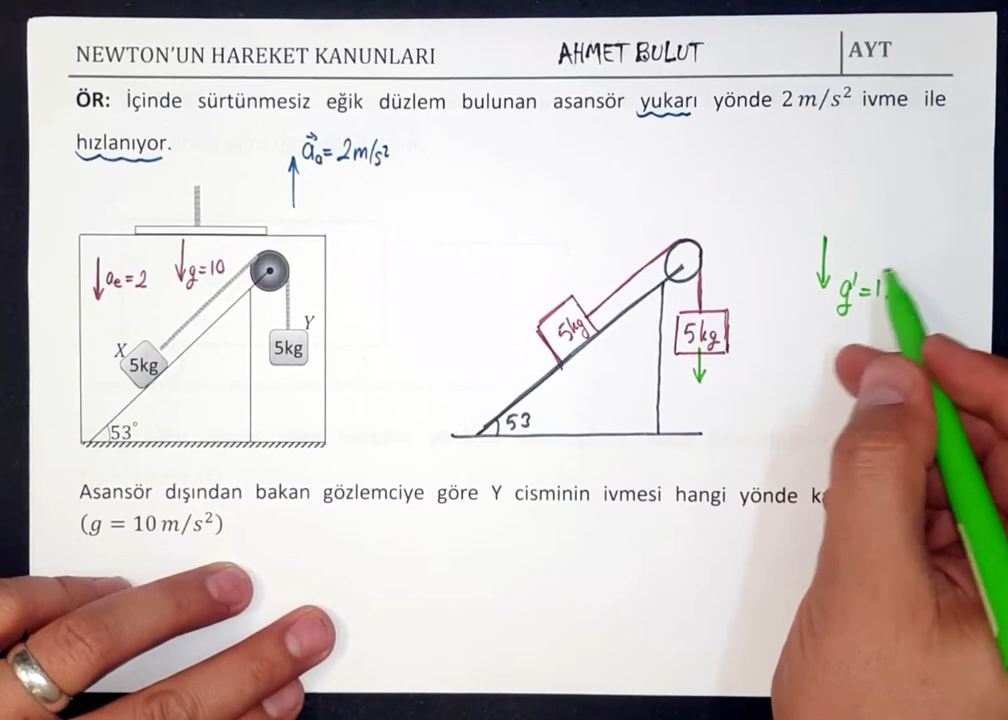 NEWTON'UN HAREKET KANUNLARI AHMET BULUT AYT
ÖR: İçinde sürtünmesiz eğik düzlem bulunan asansör yukarı yönde 2 m/s² ivme ile
hızlanıyor.
a₀=2m/s²
ae=2 g=10
g'=1
5kg
5kg
Y
X
5kg
5kg
53°
53
Asansör dışından bakan gözlemciye göre Y cisminin ivmesi hangi yönde
(g = 10 m/s²)